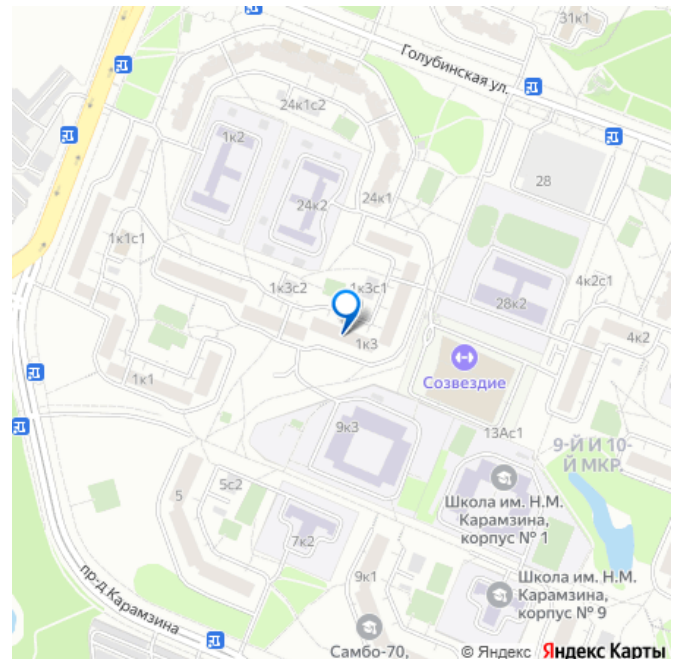 31к1
Голубинская ул.
24к1с2
1к2
28
24к2
24к1
1к1с1
1к3с2
1к3с1
4к2с1
28к2
1к3
4к2
Созвездие
1к1
9к3
13Ас1
9-Й И 10-
Й МКР.
5
5с2
Школа им. Н.М.
Карамзина,
корпус № 1
7к2
пр-д Карамзина
9к1
Школа им. Н.М.
Карамзина,
корпус № 9
Самбо-70,
© Яндекс Яндекс Карты